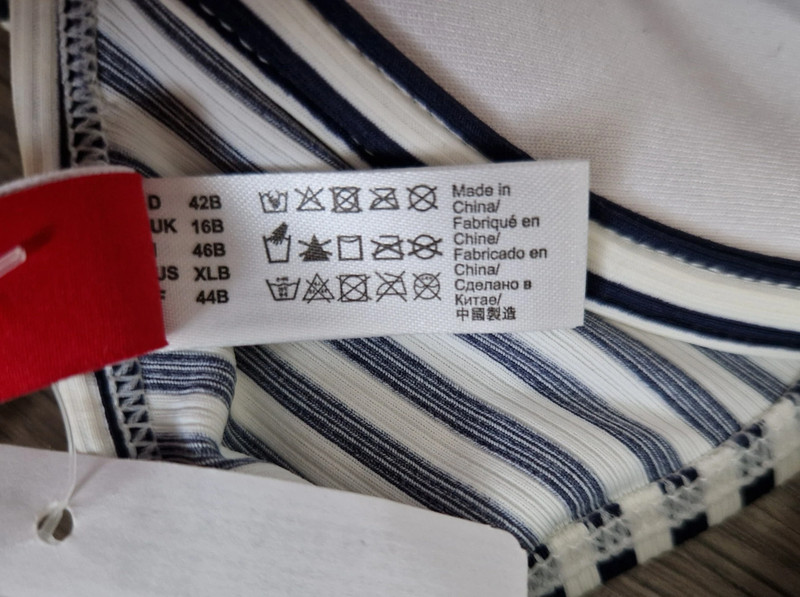 D 42B
UK 16B
46B
US XLB
F 44B
Made in
China/
Fabriqué en
Chine/
Fabricado en
China/
Сделано в
Китае/
中國製造